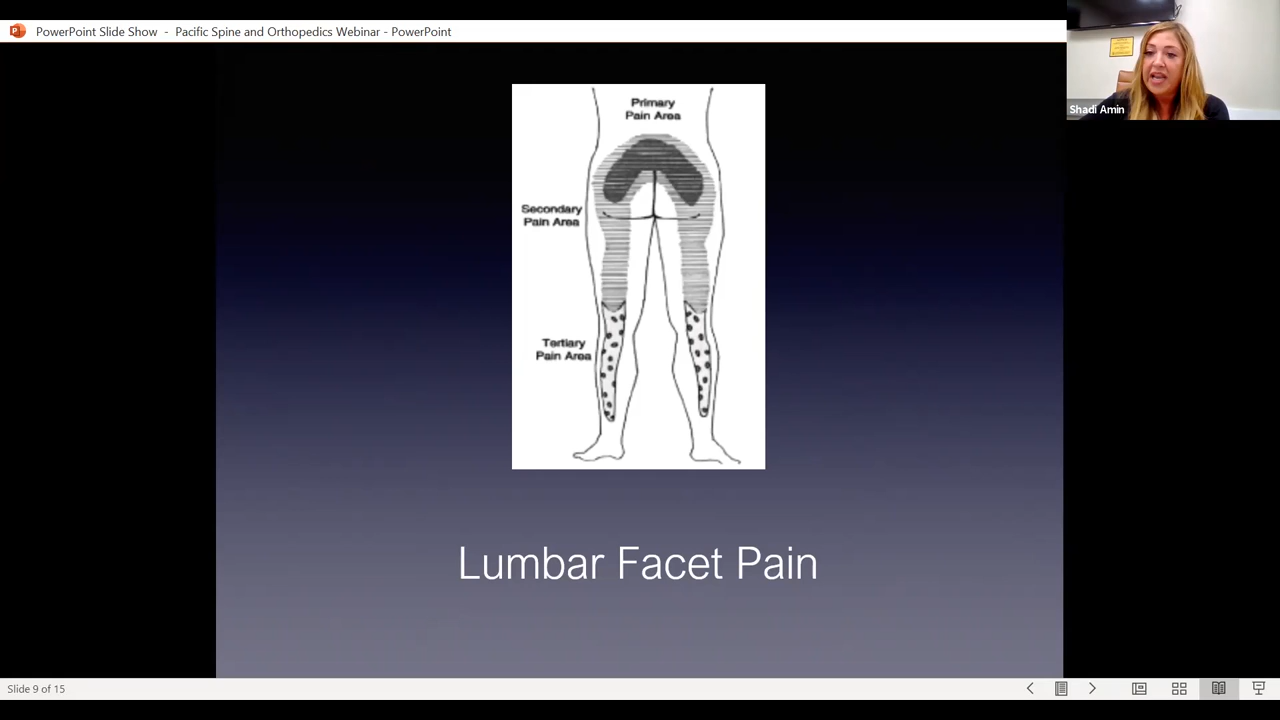 PowerPoint Slide Show - Pacific Spine and Orthopedics Webinar - PowerPoint
Shadi Amin
Primary
Pain Area
Secondary
Pain Area
Tertiary
Pain Area
Lumbar Facet Pain
Slide 9 of 15